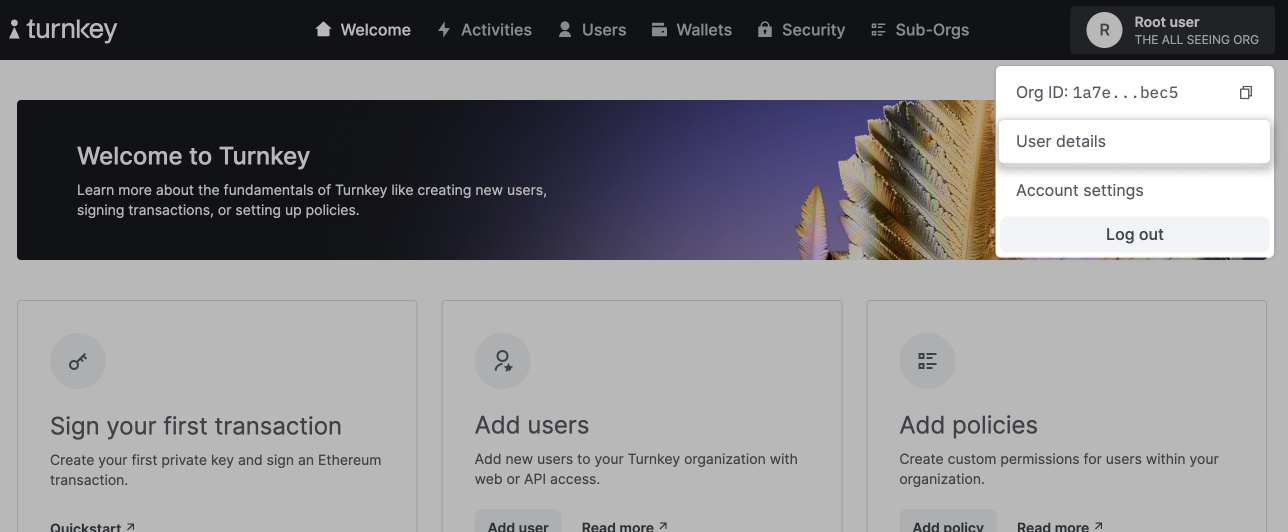 turnkey
Welcome
Activities
Users
Wallets
Security
Sub-Orgs
R
Root user
THE ALL SEEING ORG
Org ID: 1a7e...bec5
User details
Account settings
Log out
Welcome to Turnkey
Learn more about the fundamentals of Turnkey like creating new users,
signing transactions, or setting up policies.
Sign your first transaction
Create your first private key and sign an Ethereum
transaction.
Quickstart ↗
Add users
Add new users to your Turnkey organization with
web or API access.
Add user
Read more ↗
Add policies
Create custom permissions for users within your
organization.
Add policy
Read more ↗